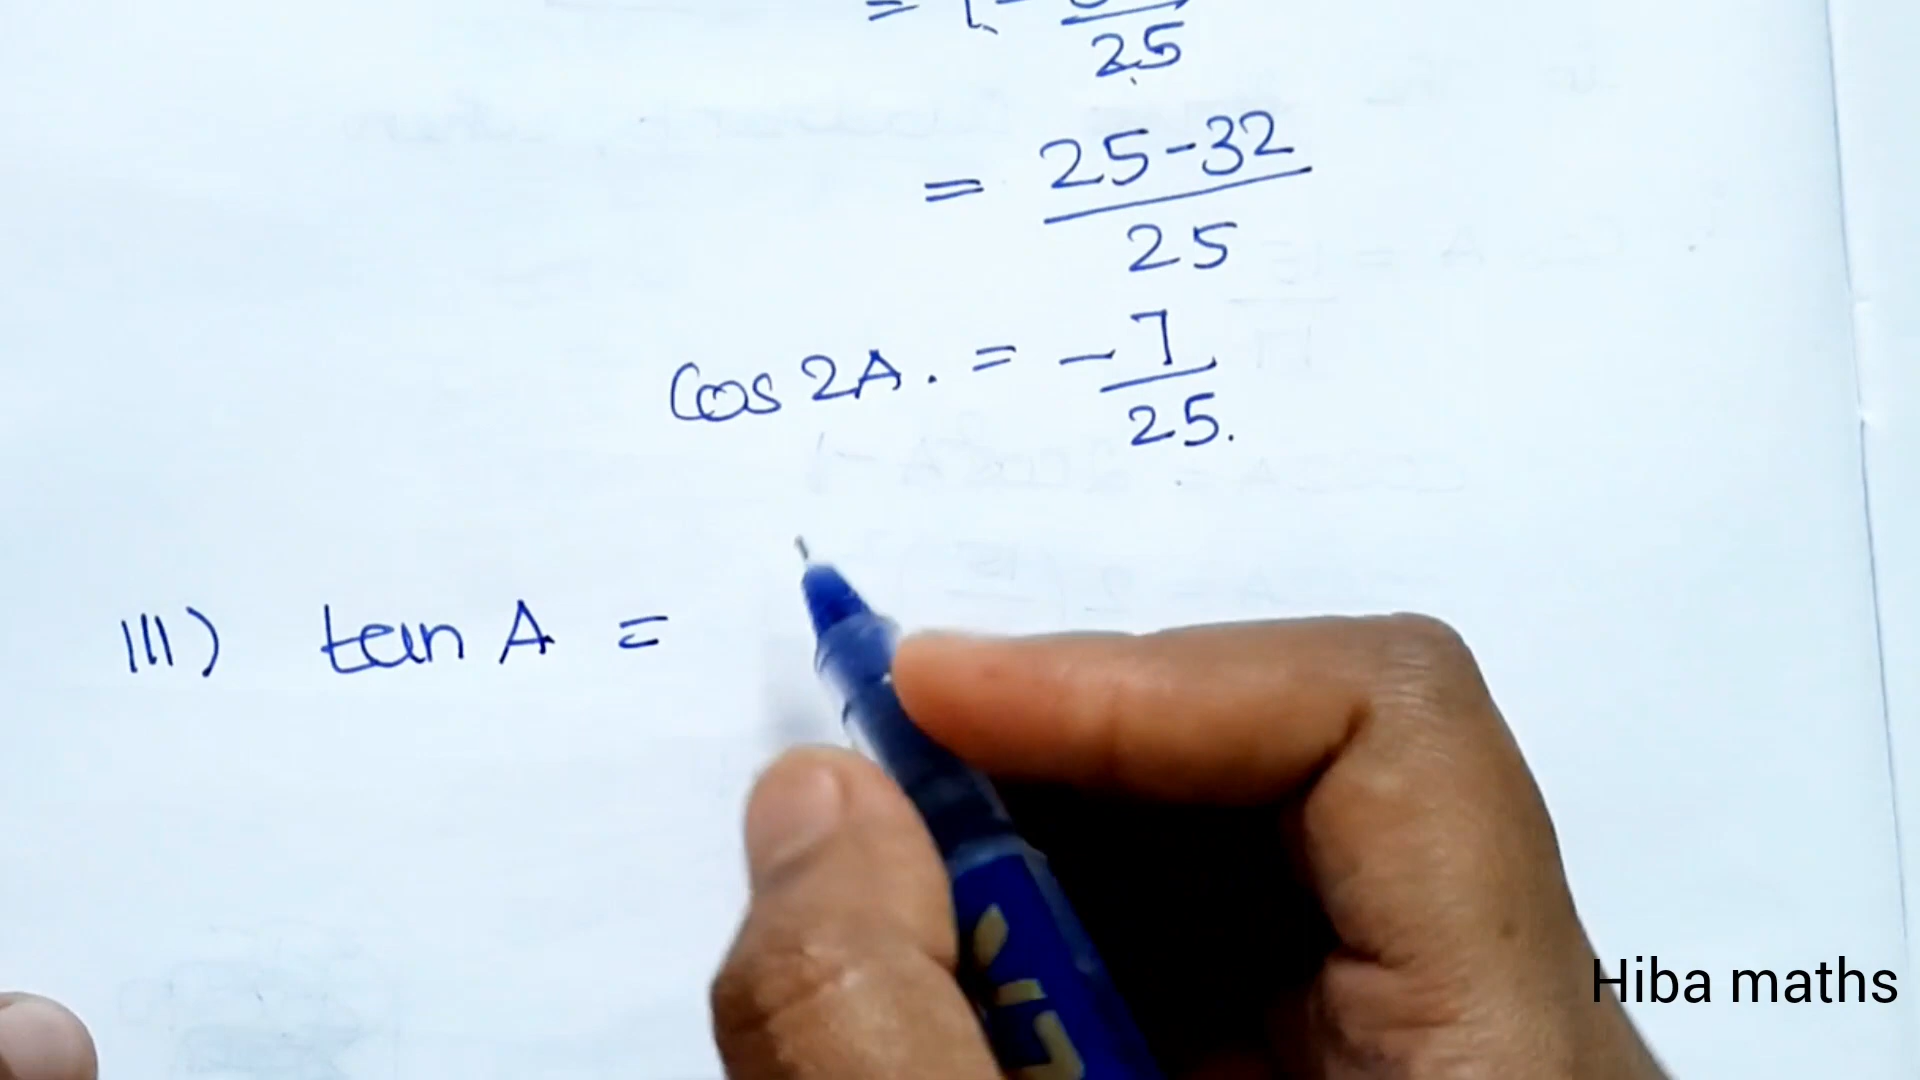 =
25
= 25-32
25
Cos 2A. = -7
25.
III) tan A =
Hiba maths